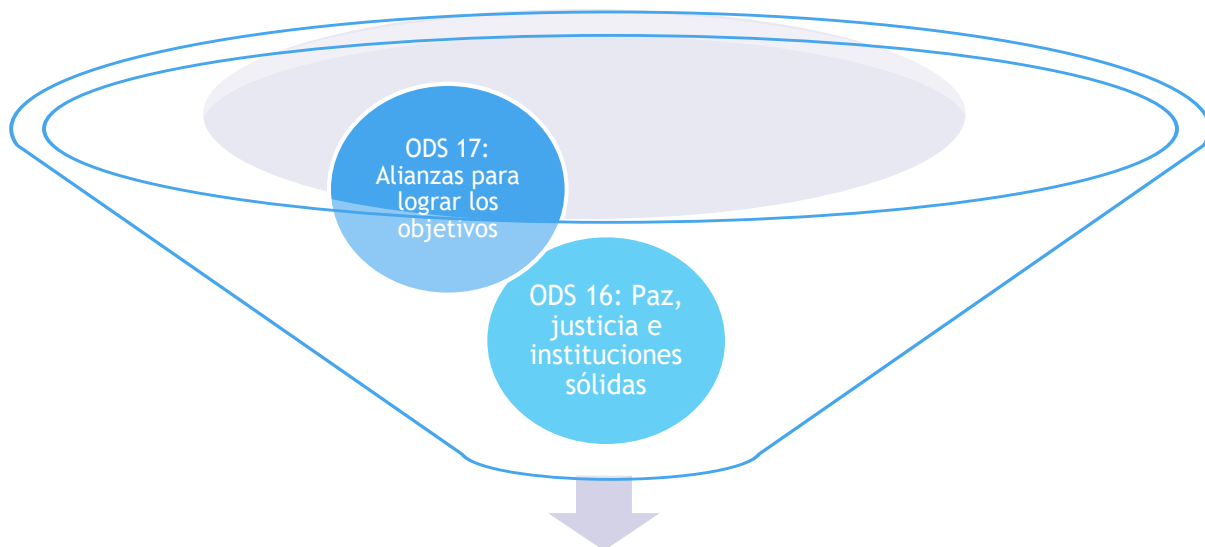 ODS 17:
Alianzas para
lograr los
objetivos
ODS 16: Paz,
justicia e
instituciones
sólidas